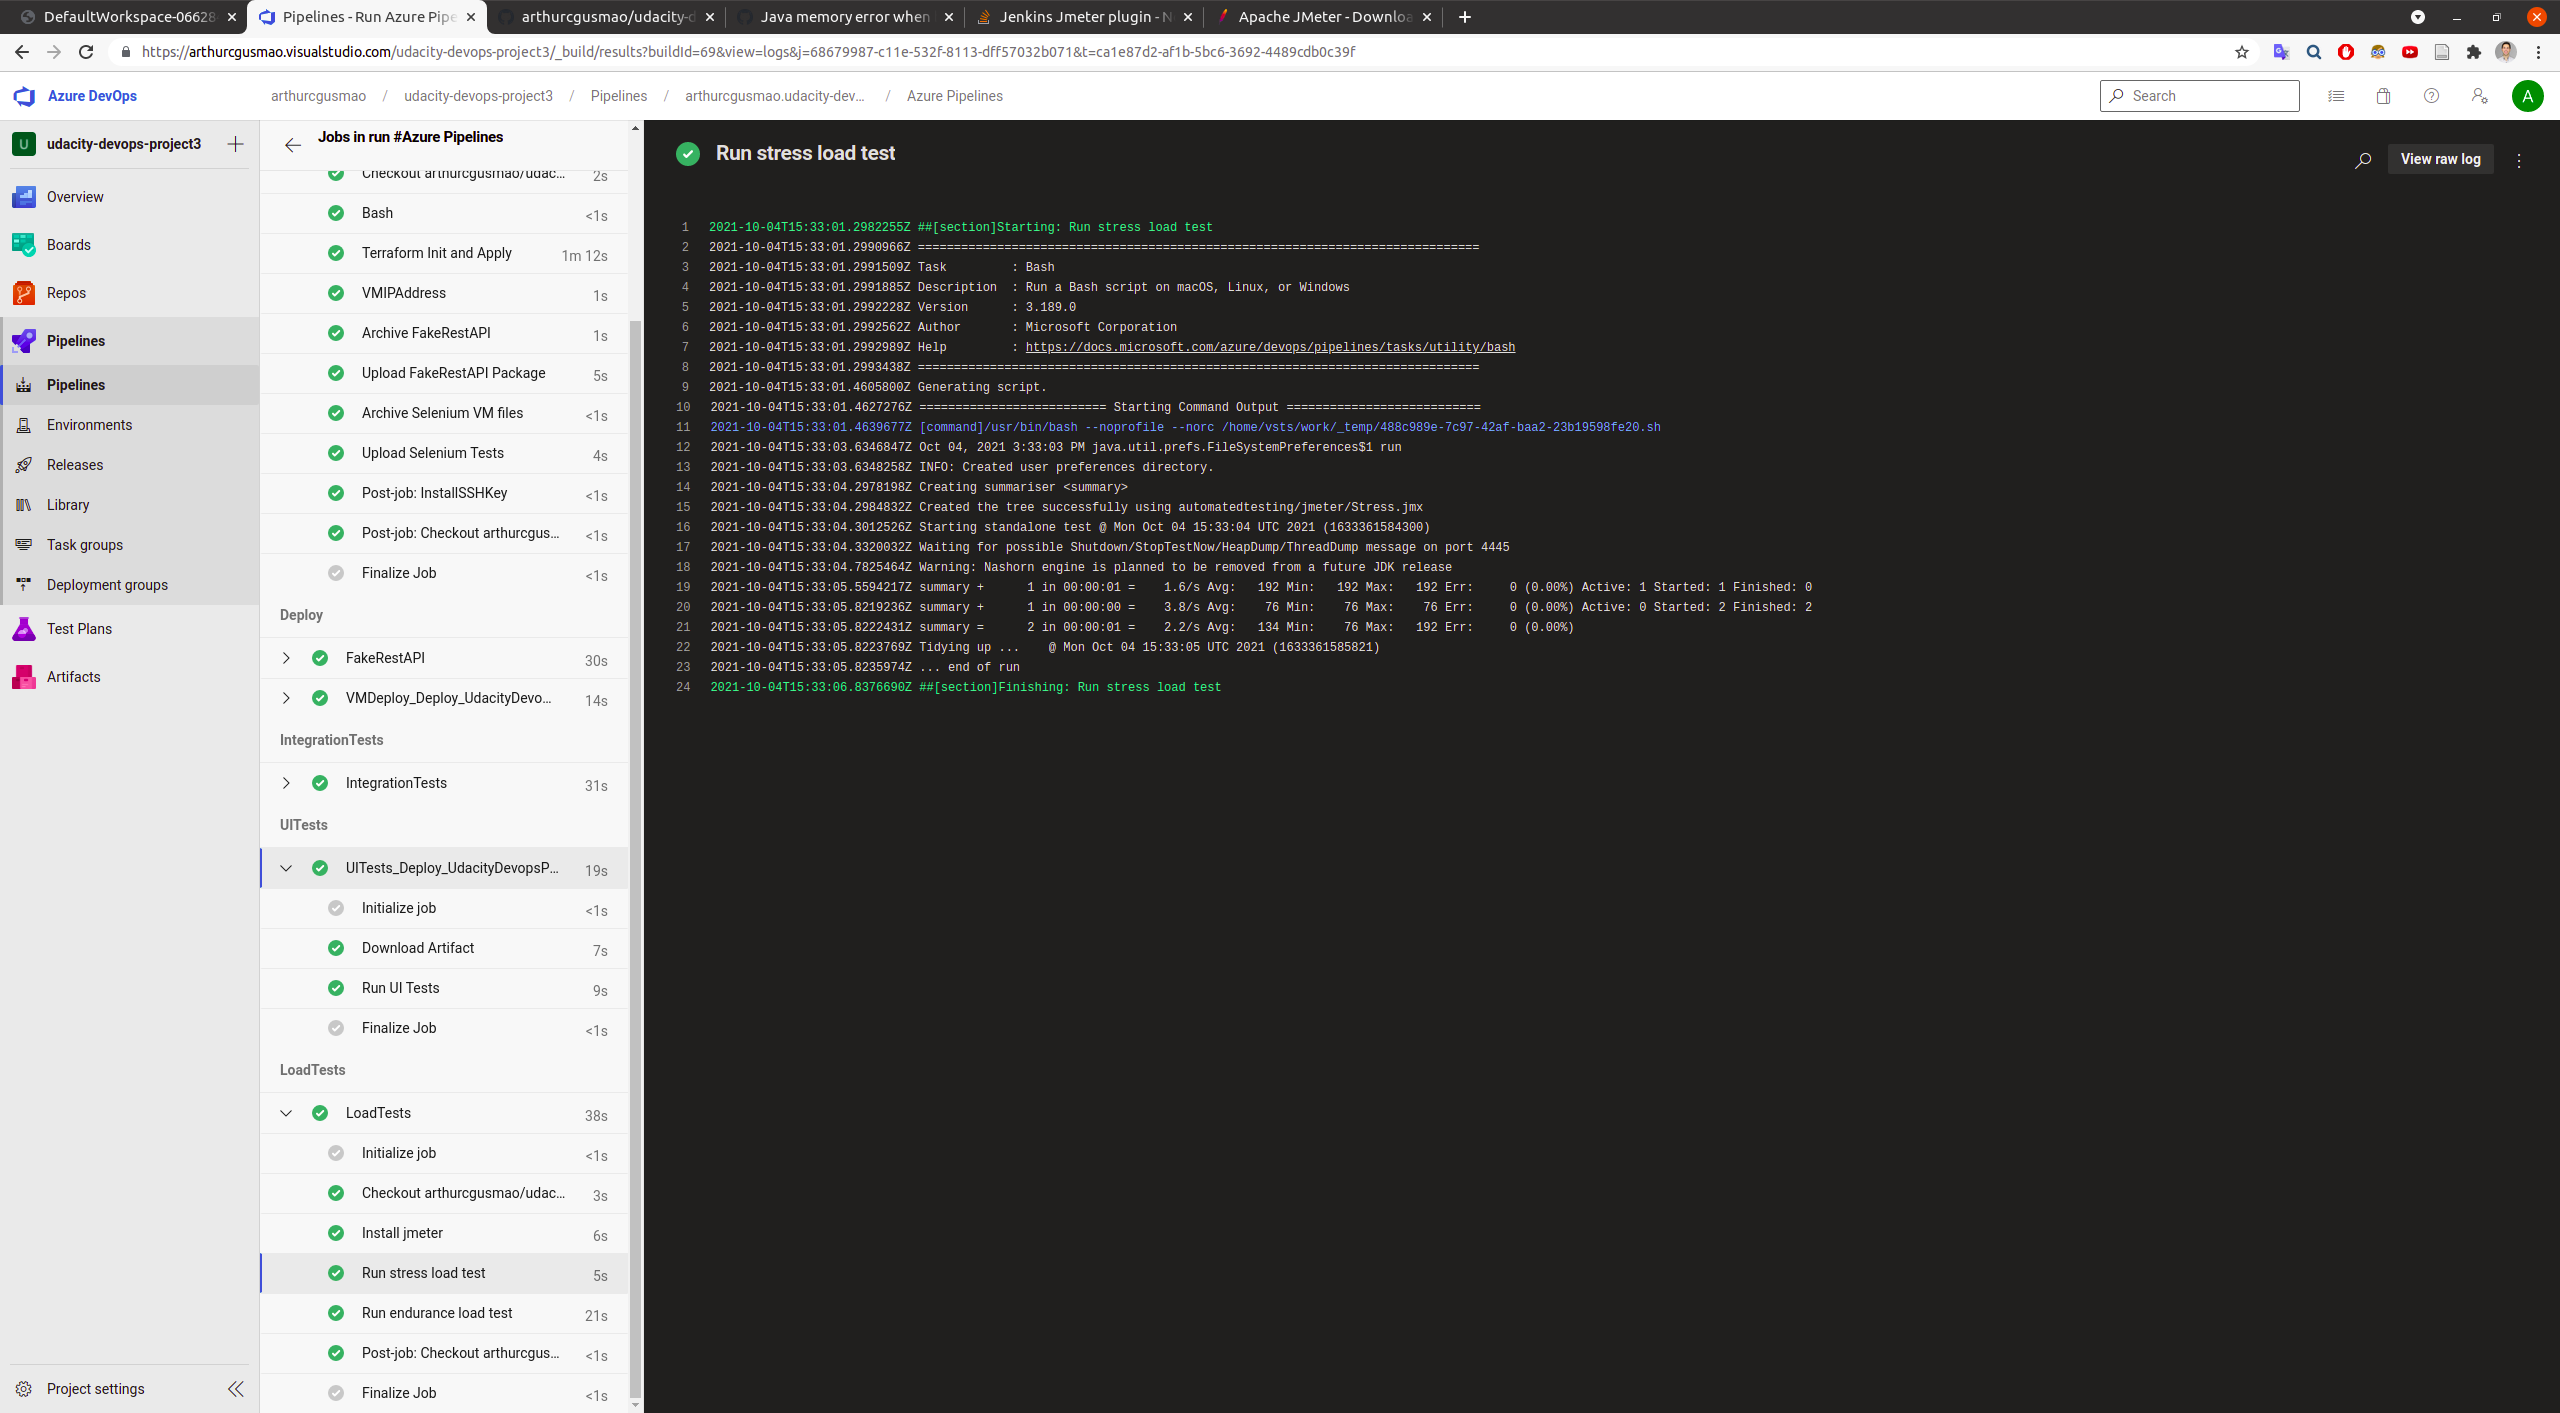 DefaultWorkspace-06628
Pipelines - Run Azure Pipe
arthurcgusmao/udacity-d
Java memory error when
Jenkins Jmeter plugin - N
Apache JMeter - Downloa
https://arthurcgusmao.visualstudio.com/udacity-devops-project3/_build/results?buildId=69&view=logs&j=68679987-c11e-532f-8113-dff57032b071&t=ca1e87d2-af1b-5bc6-3692-4489cdb0c39f
Azure DevOps
arthurcgusmao / udacity-devops-project3 / Pipelines / arthurcgusmao.udacity-dev... / Azure Pipelines
Search
A
U udacity-devops-project3
Overview
Boards
Repos
Pipelines
Pipelines
Environments
Releases
Library
Task groups
Deployment groups
Test Plans
Artifacts
Project settings
Jobs in run #Azure Pipelines
Checkout arthurcgusmao/udac... 2s
Bash <1s
Terraform Init and Apply 1m 12s
VMIPAddress 1s
Archive FakeRestAPI 1s
Upload FakeRestAPI Package 5s
Archive Selenium VM files <1s
Upload Selenium Tests 4s
Post-job: InstallSSHKey <1s
Post-job: Checkout arthurcgus... <1s
Finalize Job <1s
Deploy
FakeRestAPI 30s
VMDeploy_Deploy_UdacityDevo... 14s
IntegrationTests
IntegrationTests 31s
UITests
UITests_Deploy_UdacityDevopsP... 19s
Initialize job <1s
Download Artifact 7s
Run UI Tests 9s
Finalize Job <1s
LoadTests
LoadTests 38s
Initialize job <1s
Checkout arthurcgusmao/udac... 3s
Install jmeter 6s
Run stress load test 5s
Run endurance load test 21s
Post-job: Checkout arthurcgus... <1s
Finalize Job <1s
Run stress load test
View raw log
1 2021-10-04T15:33:01.2982255Z ##[section]Starting: Run stress load test
2 2021-10-04T15:33:01.2990966Z ==============================================================================
3 2021-10-04T15:33:01.2991509Z Task         : Bash
4 2021-10-04T15:33:01.2991885Z Description  : Run a Bash script on macOS, Linux, or Windows
5 2021-10-04T15:33:01.2992228Z Version      : 3.189.0
6 2021-10-04T15:33:01.2992562Z Author       : Microsoft Corporation
7 2021-10-04T15:33:01.2992989Z Help         : https://docs.microsoft.com/azure/devops/pipelines/tasks/utility/bash
8 2021-10-04T15:33:01.2993438Z ==============================================================================
9 2021-10-04T15:33:01.4605800Z Generating script.
10 2021-10-04T15:33:01.4627276Z ========================== Starting Command Output ===========================
11 2021-10-04T15:33:01.4639677Z [command]/usr/bin/bash --noprofile --norc /home/vsts/work/_temp/488c989e-7c97-42af-baa2-23b19598fe20.sh
12 2021-10-04T15:33:03.6346847Z Oct 04, 2021 3:33:03 PM java.util.prefs.FileSystemPreferences$1 run
13 2021-10-04T15:33:03.6348258Z INFO: Created user preferences directory.
14 2021-10-04T15:33:04.2978198Z Creating summariser <summary>
15 2021-10-04T15:33:04.2984832Z Created the tree successfully using automatedtesting/jmeter/Stress.jmx
16 2021-10-04T15:33:04.3012526Z Starting standalone test @ Mon Oct 04 15:33:04 UTC 2021 (1633361584300)
17 2021-10-04T15:33:04.3320032Z Waiting for possible Shutdown/StopTestNow/HeapDump/ThreadDump message on port 4445
18 2021-10-04T15:33:04.7825464Z Warning: Nashorn engine is planned to be removed from a future JDK release
19 2021-10-04T15:33:05.5594217Z summary +      1 in 00:00:01 =    1.6/s Avg:   192 Min:   192 Max:   192 Err:     0 (0.00%) Active: 1 Started: 1 Finished: 0
20 2021-10-04T15:33:05.8219236Z summary +      1 in 00:00:00 =    3.8/s Avg:    76 Min:    76 Max:    76 Err:     0 (0.00%) Active: 0 Started: 2 Finished: 2
21 2021-10-04T15:33:05.8222431Z summary =      2 in 00:00:01 =    2.2/s Avg:   134 Min:    76 Max:   192 Err:     0 (0.00%)
22 2021-10-04T15:33:05.8223769Z Tidying up ...    @ Mon Oct 04 15:33:05 UTC 2021 (1633361585821)
23 2021-10-04T15:33:05.8235974Z ... end of run
24 2021-10-04T15:33:06.8376690Z ##[section]Finishing: Run stress load test